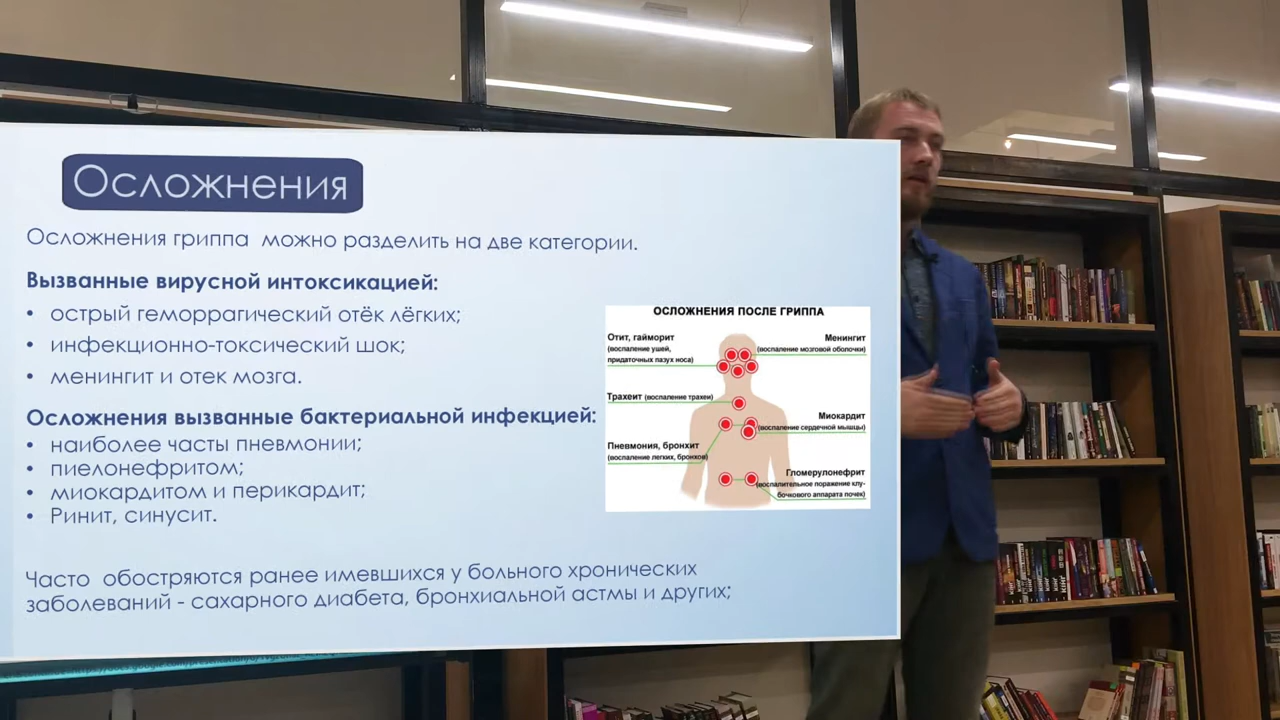 Осложнения
Осложнения гриппа можно разделить на две категории.
Вызванные вирусной интоксикацией:
• острый геморрагический отёк лёгких;
• инфекционно-токсический шок;
• менингит и отек мозга.
Осложнения вызванные бактериальной инфекцией:
• наиболее часты пневмонии;
• пиелонефритом;
• миокардитом и перикардит;
• Ринит, синусит.
Часто обостряются ранее имевшихся у больного хронических
заболеваний - сахарного диабета, бронхиальной астмы и других;
ОСЛОЖНЕНИЯ ПОСЛЕ ГРИППА
Отит, гайморит
(воспаление ушей,
придаточных пазух носа)
Менингит
(воспаление мозговой оболочки)
Трахеит (воспаление трахеи)
Миокардит
(воспаление сердечной мышцы)
Пневмония, бронхит
(воспаление легких, бронхов)
Гломерулонефрит
(воспалительное поражение клу-
бочкового аппарата почек)